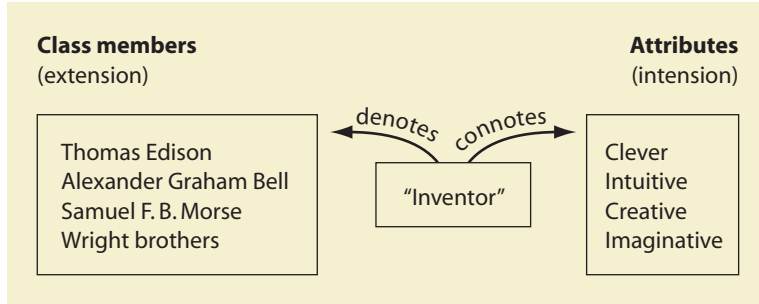 Class members
(extension)
Attributes
(intension)
denotes
connotes
Thomas Edison
Alexander Graham Bell
Samuel F. B. Morse
Wright brothers
“Inventor”
Clever
Intuitive
Creative
Imaginative